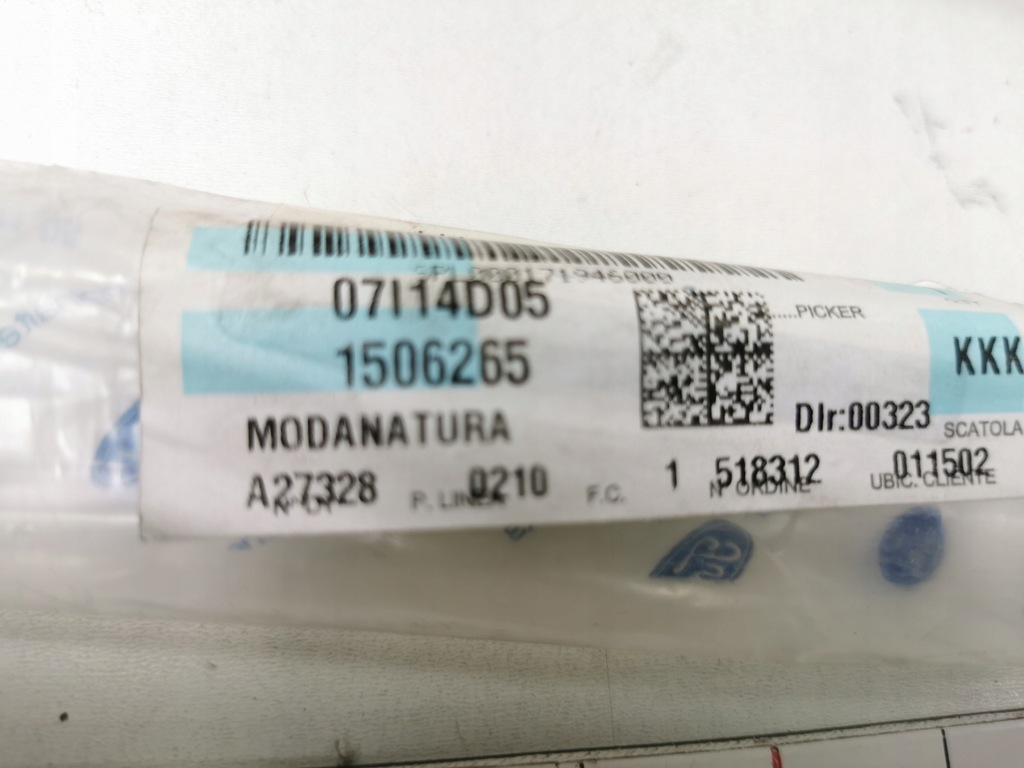 07I14D05
.....PICKER
1506265
KKK
MODANATURA
Dlr:00323
SCATOLA
A27328
P. LINEA
0210
F.C.
1
518312
N° ORDINE
011502
UBIC. CLIENTE